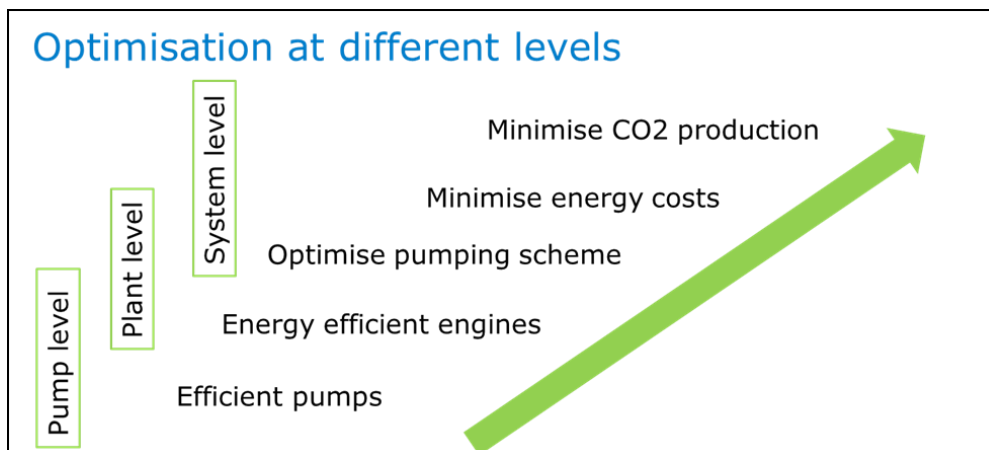 Optimisation at different levels
System level
Minimise CO2 production
Plant level
Minimise energy costs
Optimise pumping scheme
Pump level
Energy efficient engines
Efficient pumps